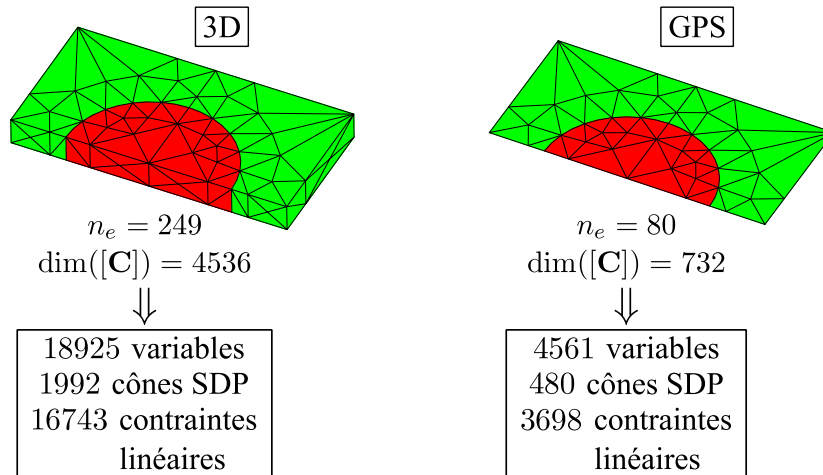 3D
n_e = 249
dim([C]) = 4536
⇓
18925 variables
1992 cônes SDP
16743 contraintes
linéaires
GPS
n_e = 80
dim([C]) = 732
⇓
4561 variables
480 cônes SDP
3698 contraintes
linéaires